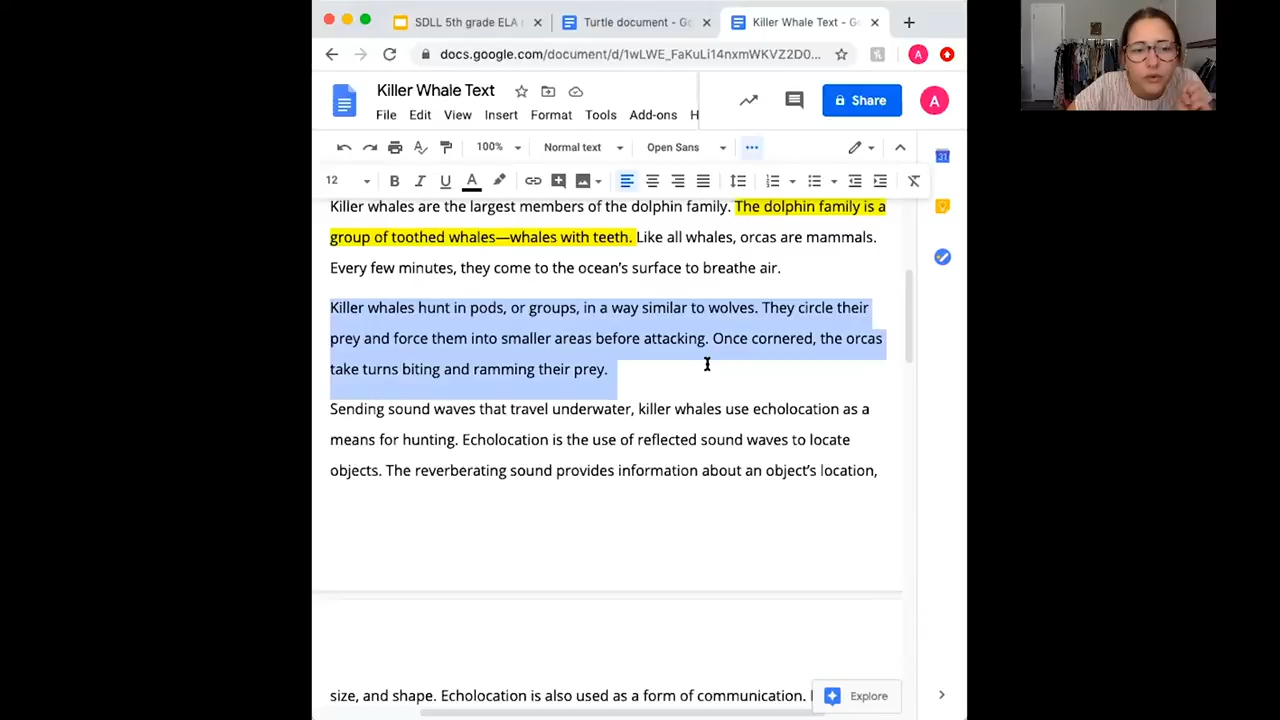 SDLL 5th grade ELA
Turtle document - Go
Killer Whale Text - Go
docs.google.com/document/d/1wLWE_FaKuLi14nxmWKVZ2D0...
A
Killer Whale Text
Share
A
File Edit View Insert Format Tools Add-ons H
100% Normal text Open Sans
12 B I U A
31
Killer whales are the largest members of the dolphin family. The dolphin family is a
group of toothed whales—whales with teeth. Like all whales, orcas are mammals.
Every few minutes, they come to the ocean's surface to breathe air.
Killer whales hunt in pods, or groups, in a way similar to wolves. They circle their
prey and force them into smaller areas before attacking. Once cornered, the orcas
take turns biting and ramming their prey.
Sending sound waves that travel underwater, killer whales use echolocation as a
means for hunting. Echolocation is the use of reflected sound waves to locate
objects. The reverberating sound provides information about an object's location,
size, and shape. Echolocation is also used as a form of communication.
Explore